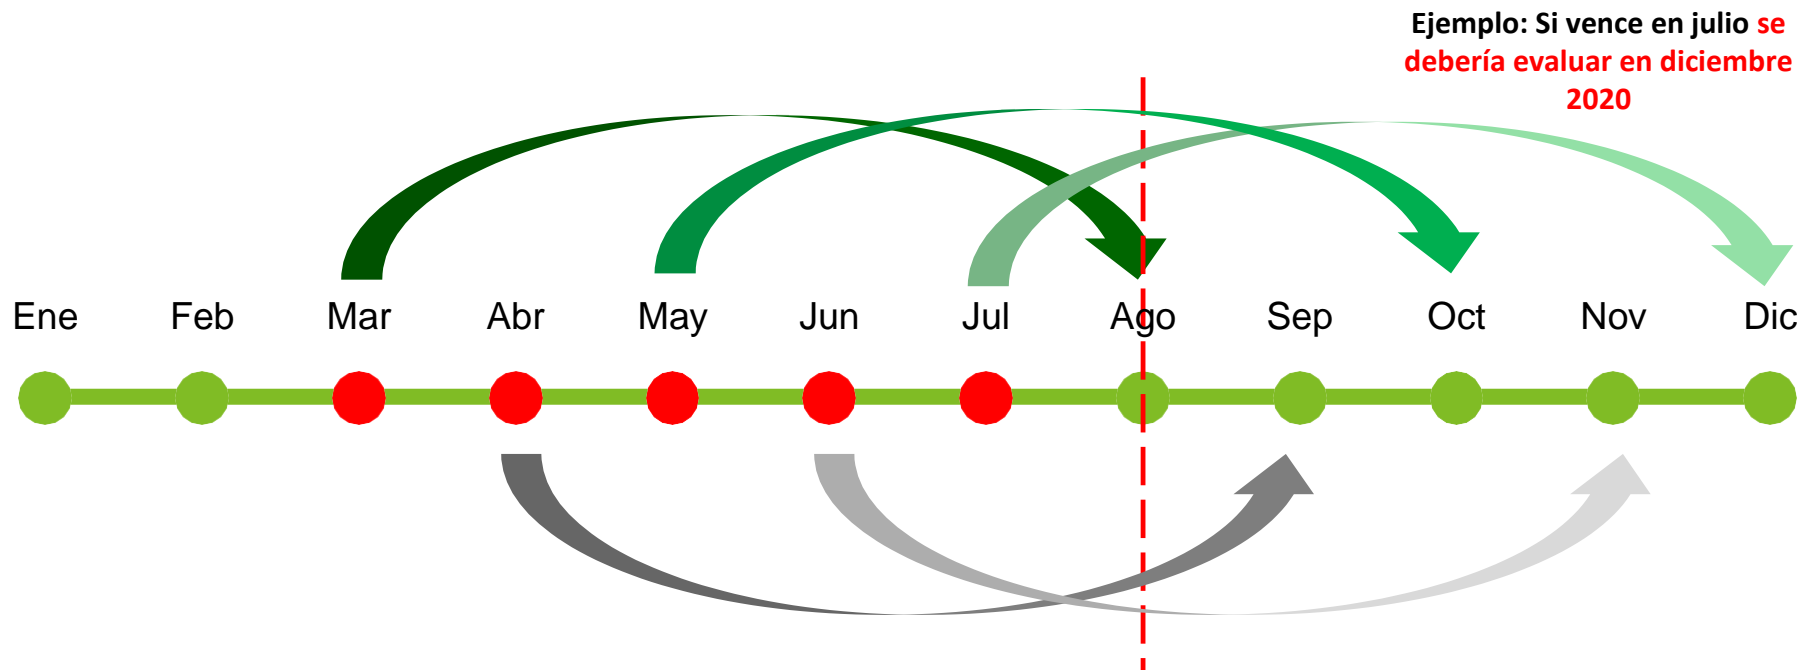 Ejemplo: Si vence en julio se
debería evaluar en diciembre
2020
Ene Feb Mar Abr May Jun Jul Ago Sep Oct Nov Dic